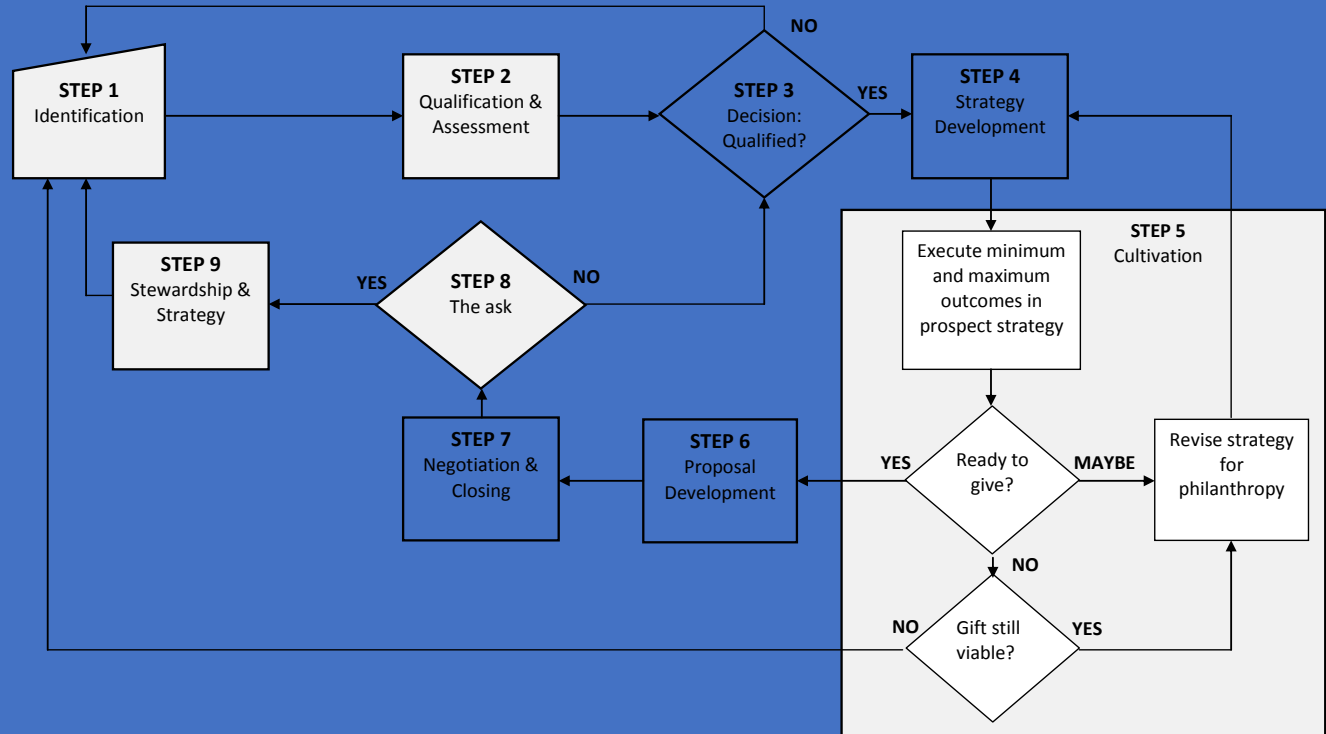 NO
STEP 1
Identification
STEP 2
Qualification &
Assessment
STEP 3
Decision:
Qualified?
YES
STEP 4
Strategy
Development
STEP 5
Cultivation
Execute minimum
and maximum
outcomes in
prospect strategy
STEP 9
Stewardship &
Strategy
YES
STEP 8
The ask
NO
STEP 7
Negotiation &
Closing
STEP 6
Proposal
Development
YES
Ready to
give?
MAYBE
Revise strategy
for
philanthropy
NO
NO
Gift still
viable?
YES